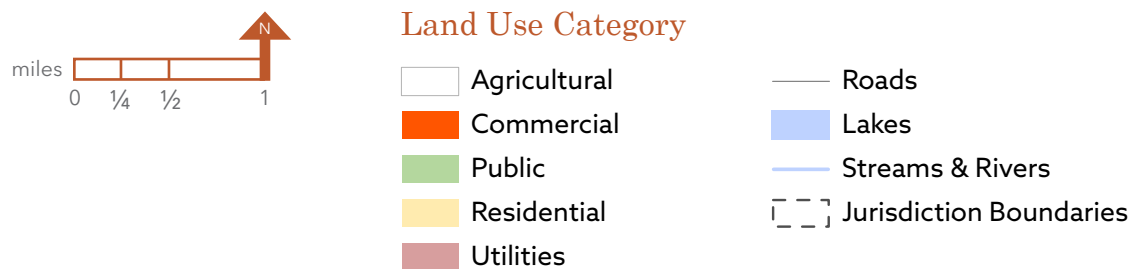 N
miles
0 ¼ ½ 1
Land Use Category
Agricultural
Commercial
Public
Residential
Utilities
Roads
Lakes
Streams & Rivers
Jurisdiction Boundaries